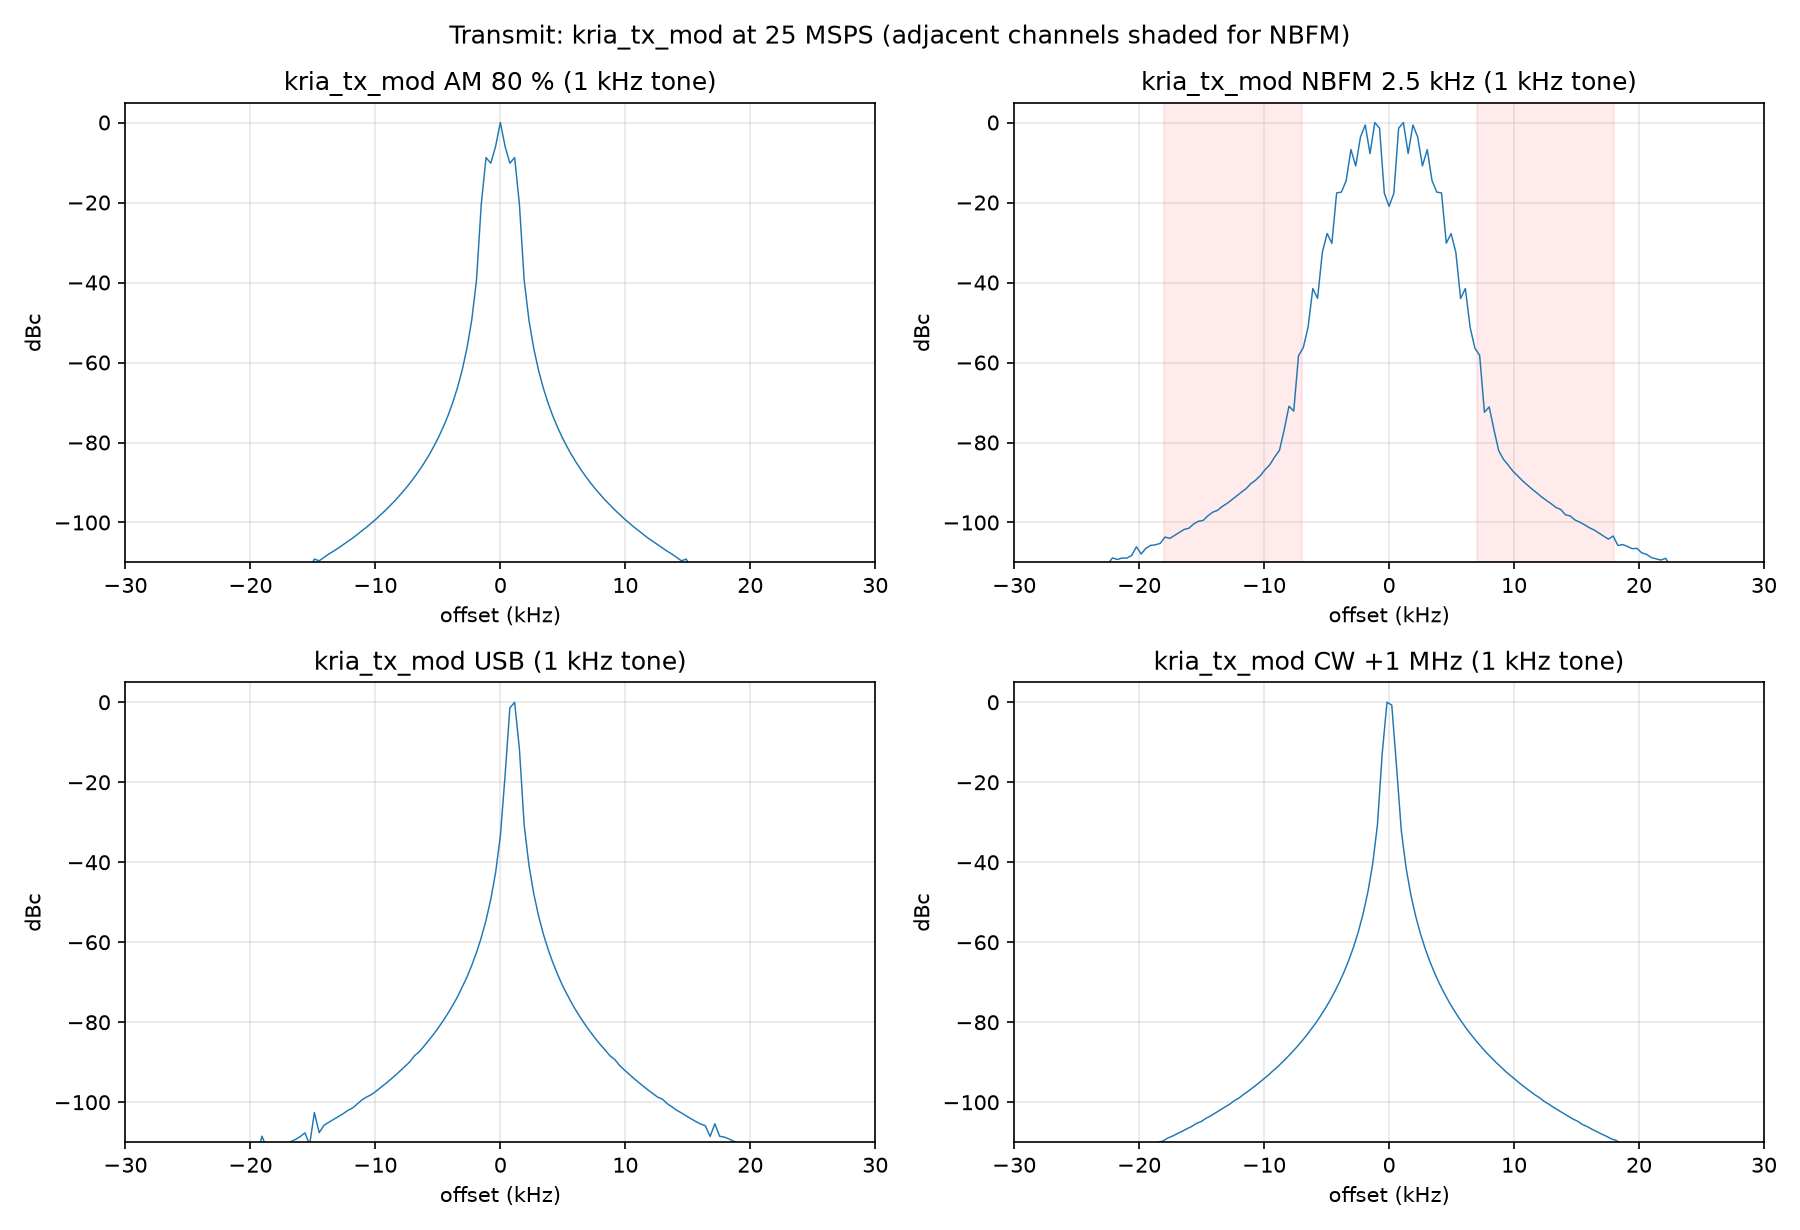 Transmit: kria_tx_mod at 25 MSPS (adjacent channels shaded for NBFM)
kria_tx_mod AM 80 % (1 kHz tone)
0
−20
−40
−60
−80
−100
dBc
−30 −20 −10 0 10 20 30
offset (kHz)
kria_tx_mod NBFM 2.5 kHz (1 kHz tone)
0
−20
−40
−60
−80
−100
dBc
−30 −20 −10 0 10 20 30
offset (kHz)
kria_tx_mod USB (1 kHz tone)
0
−20
−40
−60
−80
−100
dBc
−30 −20 −10 0 10 20 30
offset (kHz)
kria_tx_mod CW +1 MHz (1 kHz tone)
0
−20
−40
−60
−80
−100
dBc
−30 −20 −10 0 10 20 30
offset (kHz)